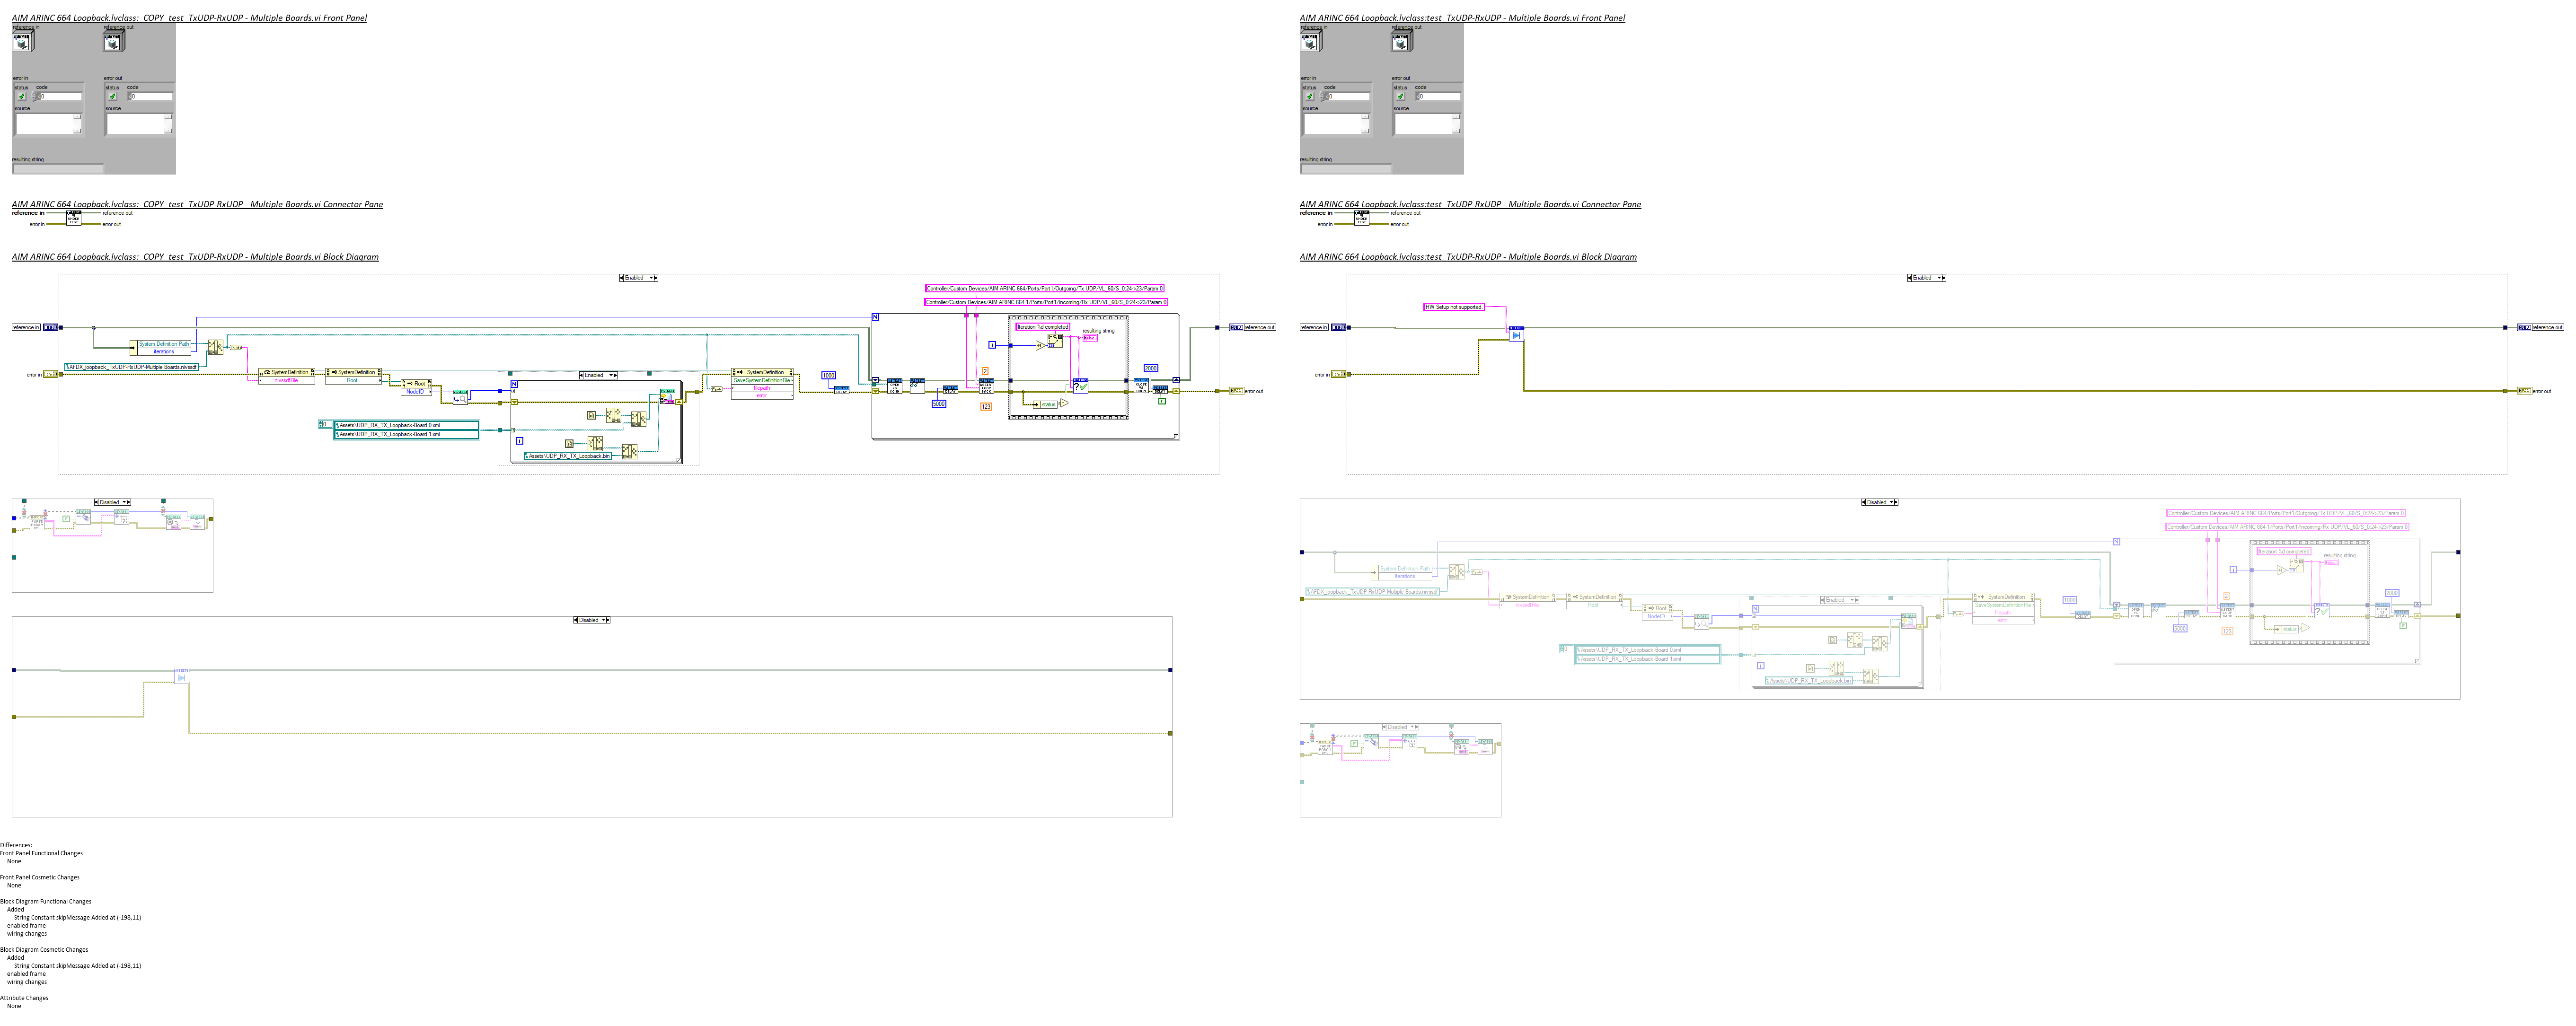 AIM ARINC 664 Loopback.lvclass:_COPY_test_TxUDP-RxUDP - Multiple Boards.vi Front Panel
reference in
reference out
error in
error out
status
code
status
code
0
0
source
source
resulting string
AIM ARINC 664 Loopback.lvclass:_COPY_test_TxUDP-RxUDP - Multiple Boards.vi Connector Pane
reference in
reference out
UNDER
TEST
error in
error out
AIM ARINC 664 Loopback.lvclass:_COPY_test_TxUDP-RxUDP - Multiple Boards.vi Block Diagram
Enabled
Controller/Custom Devices/AIM ARINC 664/Ports/Port1/Outgoing/Tx UDP/VL_60/S_0:24->23/Param 0
Controller/Custom Devices/AIM ARINC 664 1/Ports/Port1/Incoming/Rx UDP/VL_60/S_0:24->23/Param 0
reference in
Iteration %d completed
resulting string
reference out
System Definition Path
iterations
%AFDX_loopback_TxUDP-RxUDP-Multiple Boards.nivssdf
error in
SystemDefinition
nivssdfFile
SystemDefinition
Root
Root
NodeID
Enabled
SystemDefinition
SaveSystemDefinitionFile
filepath
error
1000
5000
2
123
status
2000
F
error out
0
Assets\UDP_RX_TX_Loopback-Board 0.xml
Assets\UDP_RX_TX_Loopback-Board 1.xml
Assets\UDP_RX_TX_Loopback.bin
Disabled
Disabled
Differences:
Front Panel Functional Changes
None
Front Panel Cosmetic Changes
None
Block Diagram Functional Changes
Added
String Constant skipMessage Added at (-198,11)
enabled frame
wiring changes
Block Diagram Cosmetic Changes
Added
String Constant skipMessage Added at (-198,11)
enabled frame
wiring changes
Attribute Changes
None
AIM ARINC 664 Loopback.lvclass:test_TxUDP-RxUDP - Multiple Boards.vi Front Panel
reference in
reference out
error in
error out
status
code
status
code
0
0
source
source
resulting string
AIM ARINC 664 Loopback.lvclass:test_TxUDP-RxUDP - Multiple Boards.vi Connector Pane
reference in
reference out
UNDER
TEST
error in
error out
AIM ARINC 664 Loopback.lvclass:test_TxUDP-RxUDP - Multiple Boards.vi Block Diagram
Enabled
HW Setup not supported.
reference in
reference out
error in
error out
Disabled
Controller/Custom Devices/AIM ARINC 664/Ports/Port1/Outgoing/Tx UDP/VL_60/S_0:24->23/Param 0
Controller/Custom Devices/AIM ARINC 664 1/Ports/Port1/Incoming/Rx UDP/VL_60/S_0:24->23/Param 0
Iteration %d completed
resulting string
System Definition Path
iterations
%AFDX_loopback_TxUDP-RxUDP-Multiple Boards.nivssdf
SystemDefinition
nivssdfFile
SystemDefinition
Root
Root
NodeID
Enabled
SystemDefinition
SaveSystemDefinitionFile
filepath
error
1000
5000
2
123
status
2000
F
Assets\UDP_RX_TX_Loopback-Board 0.xml
Assets\UDP_RX_TX_Loopback-Board 1.xml
Assets\UDP_RX_TX_Loopback.bin
Disabled